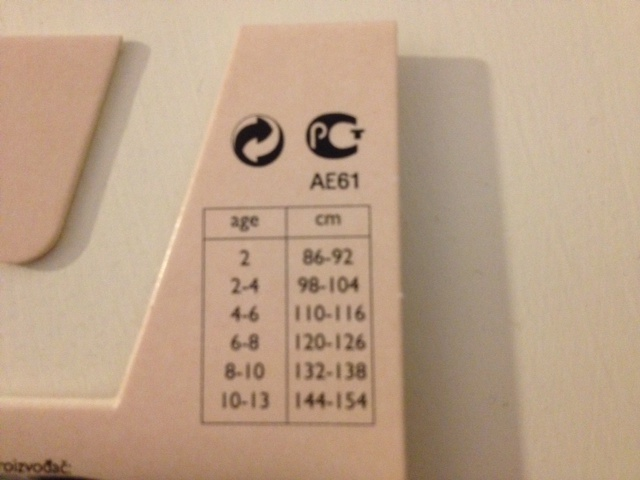 PCT
AE61
age cm
2 86-92
2-4 98-104
4-6 110-116
6-8 120-126
8-10 132-138
10-13 144-154
roizvođač: